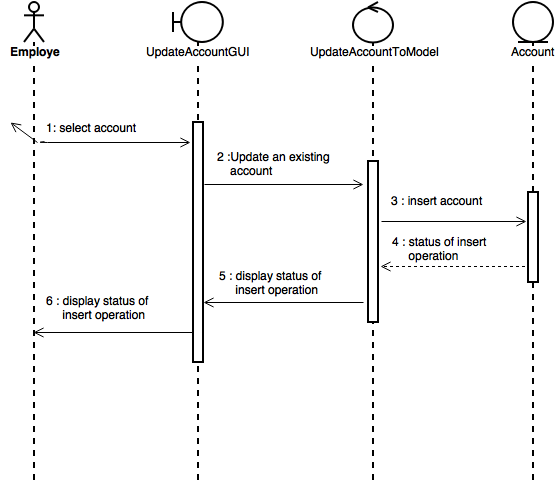 Employe
UpdateAccountGUI
UpdateAccountToModel
Account
1: select account
2 :Update an existing
account
3 : insert account
4 : status of insert
operation
5 : display status of
insert operation
6 : display status of
insert operation